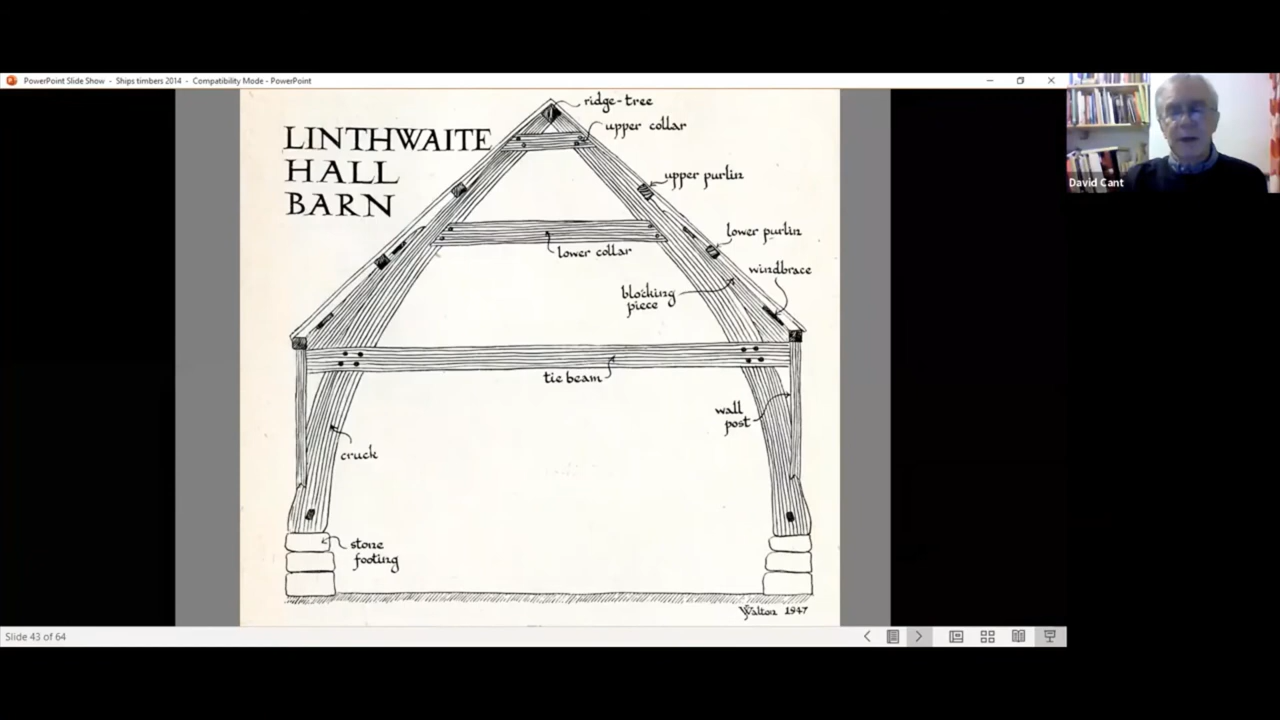 PowerPoint Slide Show - Ships timbers 2014 - Compatibility Mode - PowerPoint
David Cant
LINTHWAITE
HALL
BARN
ridge-tree
upper collar
upper purlin
lower purlin
lower collar
windbrace
blocking
piece
tie beam
wall
post
cruck
stone
footing
Walton 1947
Slide 43 of 64